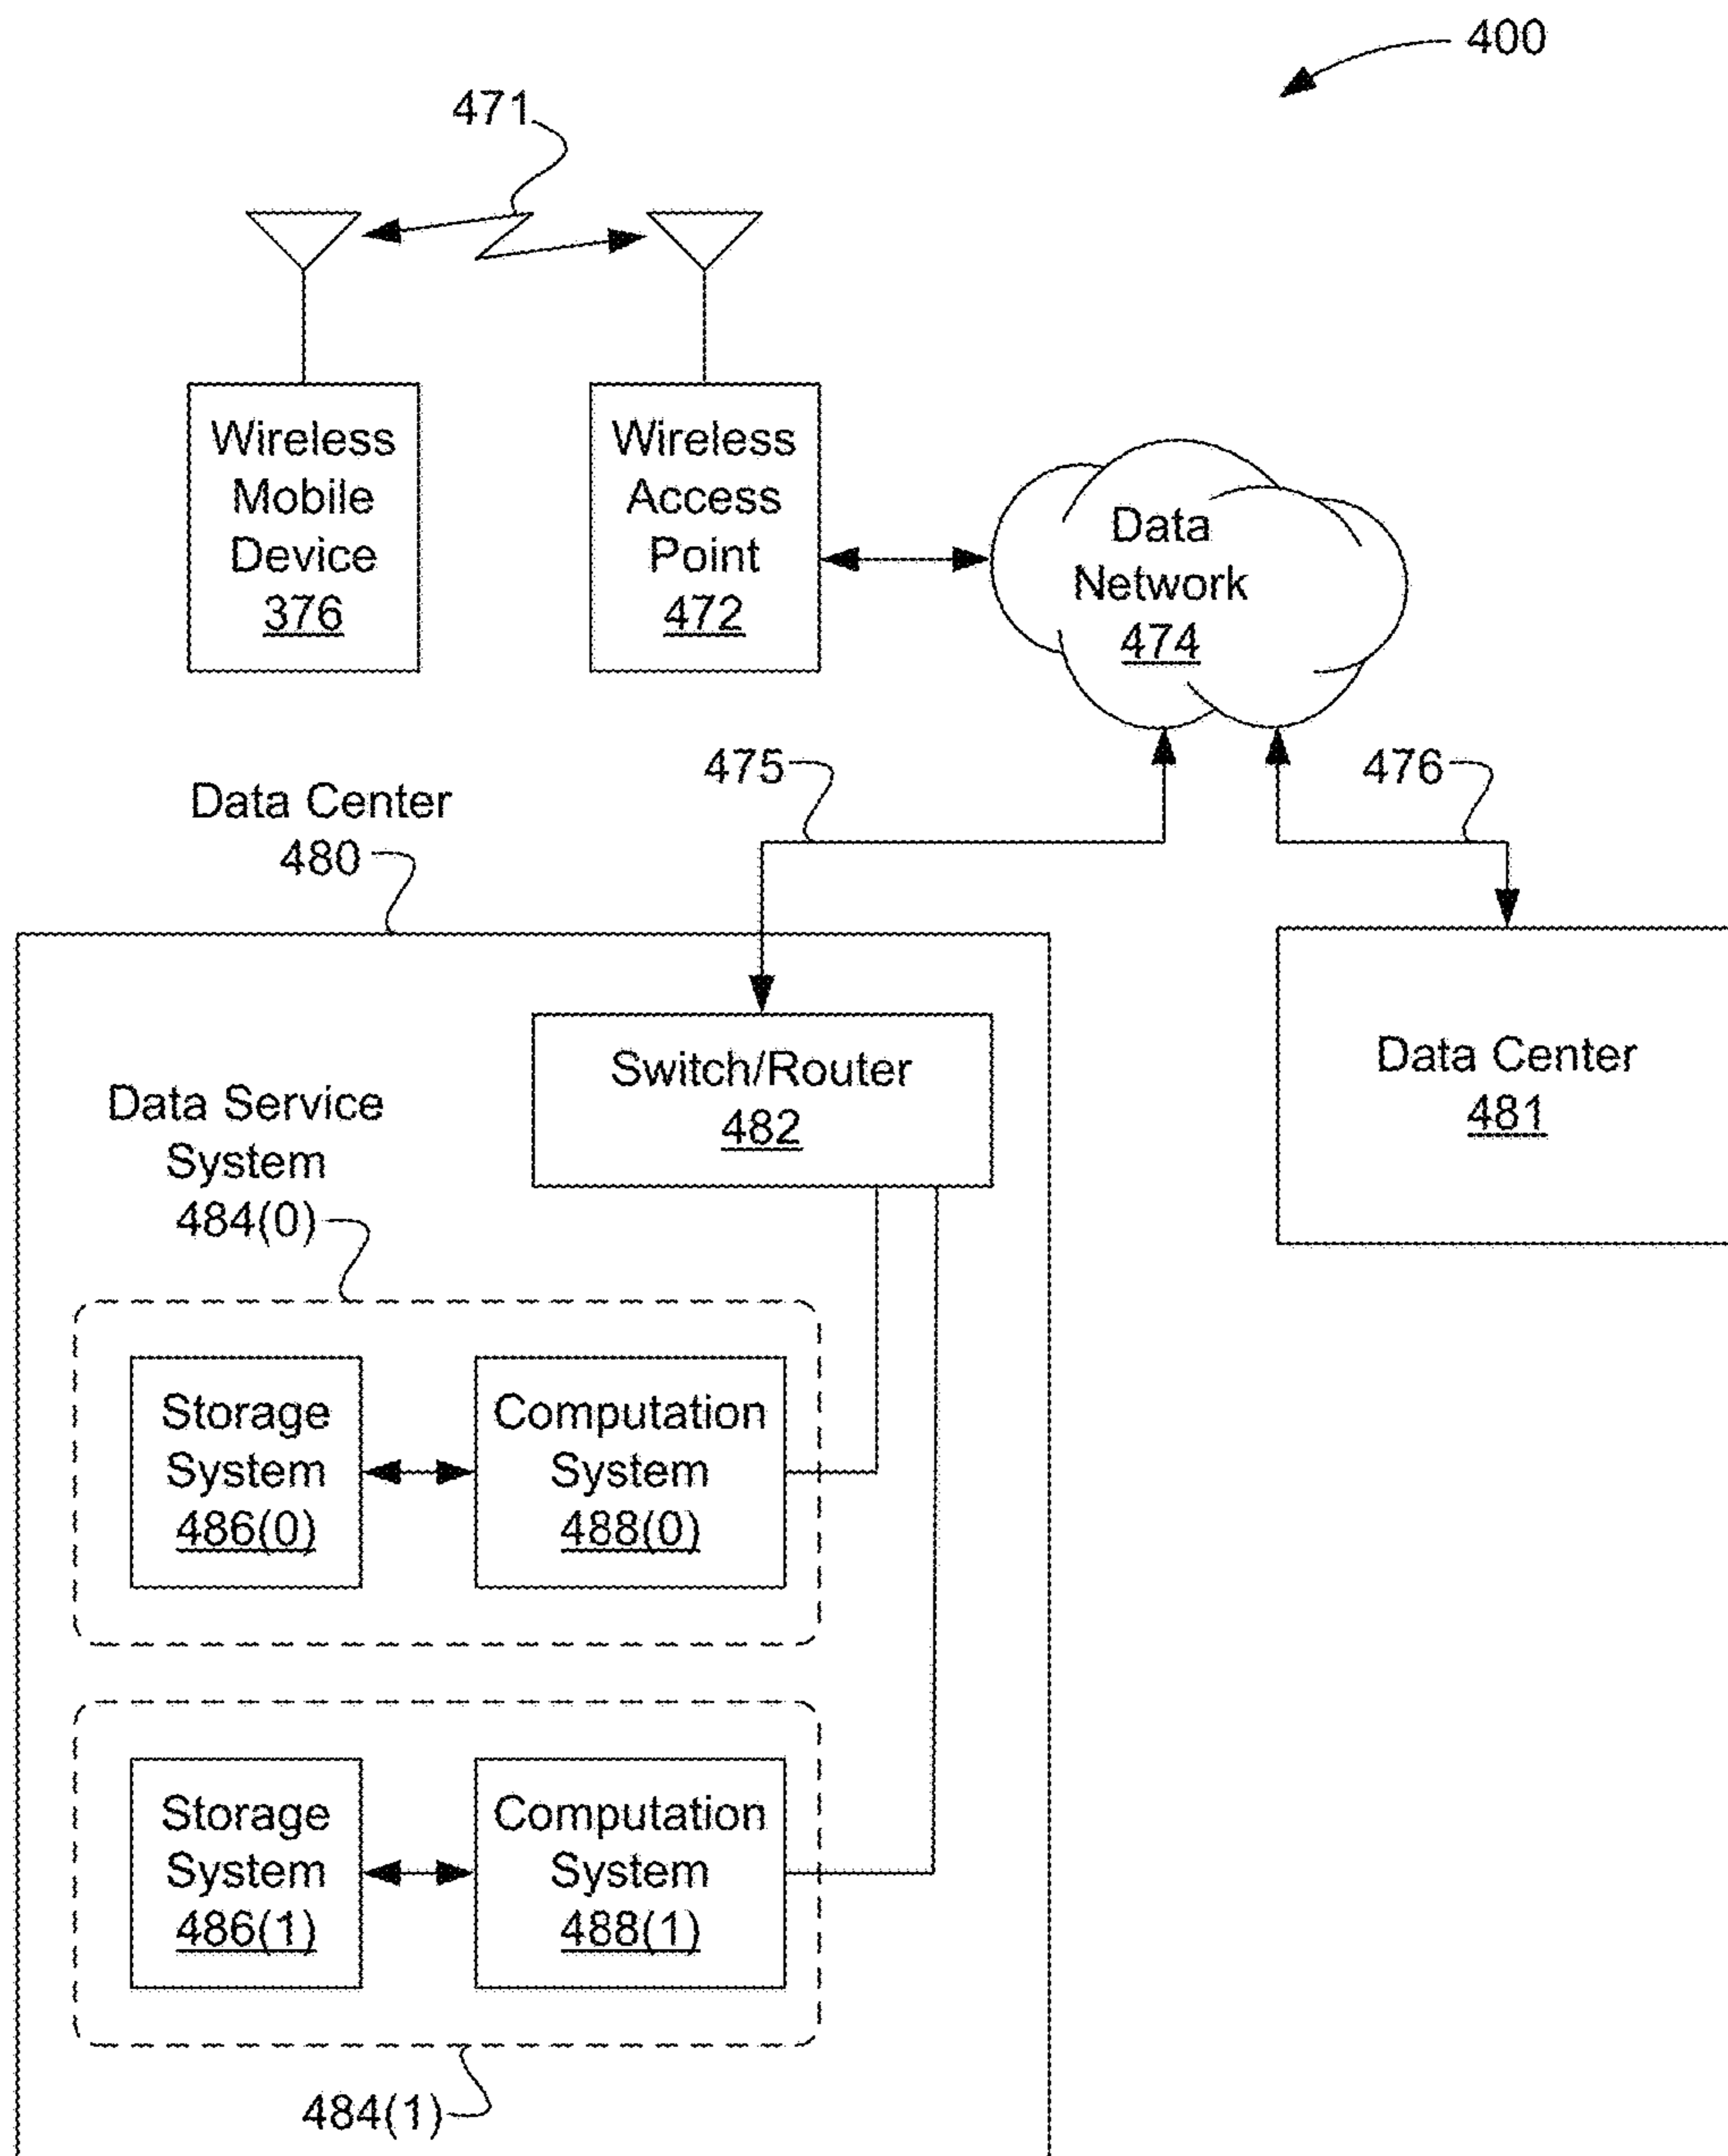 400
471
Wireless
Mobile
Device
376
Wireless
Access
Point
472
Data
Network
474
475
476
Data Center
480
Switch/Router
482
Data Center
481
Data Service
System
484(0)
Storage
System
486(0)
Computation
System
488(0)
Storage
System
486(1)
Computation
System
488(1)
484(1)